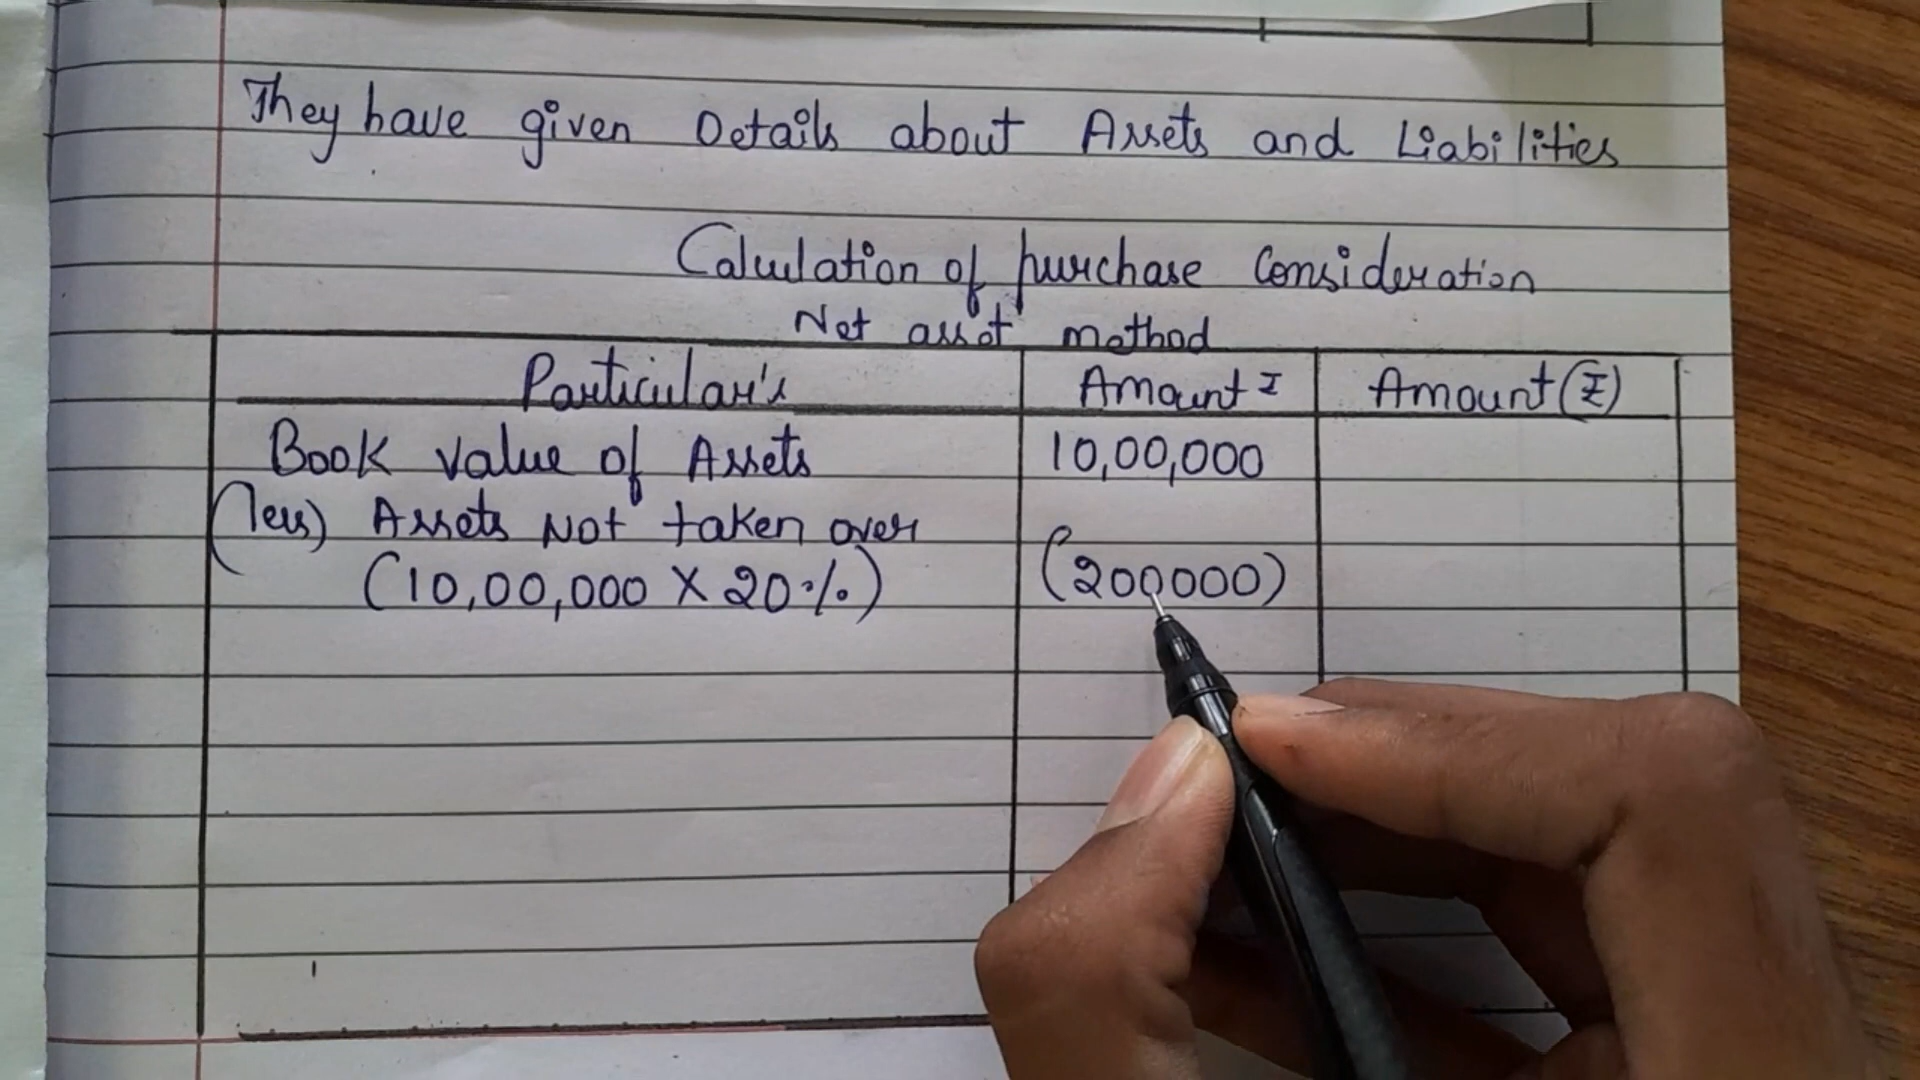 They have given Details about Assets and Liabilities
Calculation of purchase Consideration
Net asset method
Particular's Amount ₹ Amount (₹)
Book Value of Assets 10,00,000
(less) Assets Not taken over
(10,00,000 X 20%) (200000)